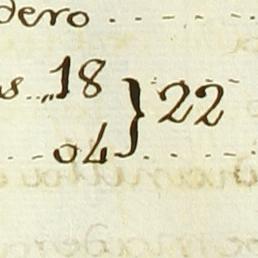 dero . . - -
s . . . 18 } 22
- - . 04